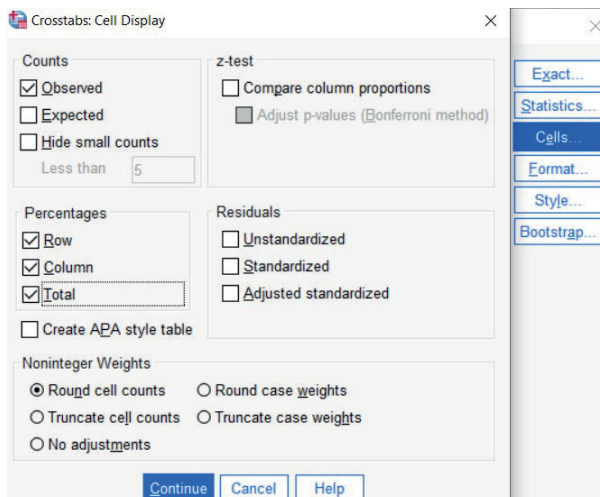 Crosstabs: Cell Display
Counts
Observed
Expected
Hide small counts
Less than 5
z-test
Compare column proportions
Adjust p-values (Bonferroni method)
Percentages
Row
Column
Total
Create APA style table
Residuals
Unstandardized
Standardized
Adjusted standardized
Noninteger Weights
Round cell counts Round case weights
Truncate cell counts Truncate case weights
No adjustments
Continue Cancel Help
Exact...
Statistics...
Cells...
Format...
Style...
Bootstrap...